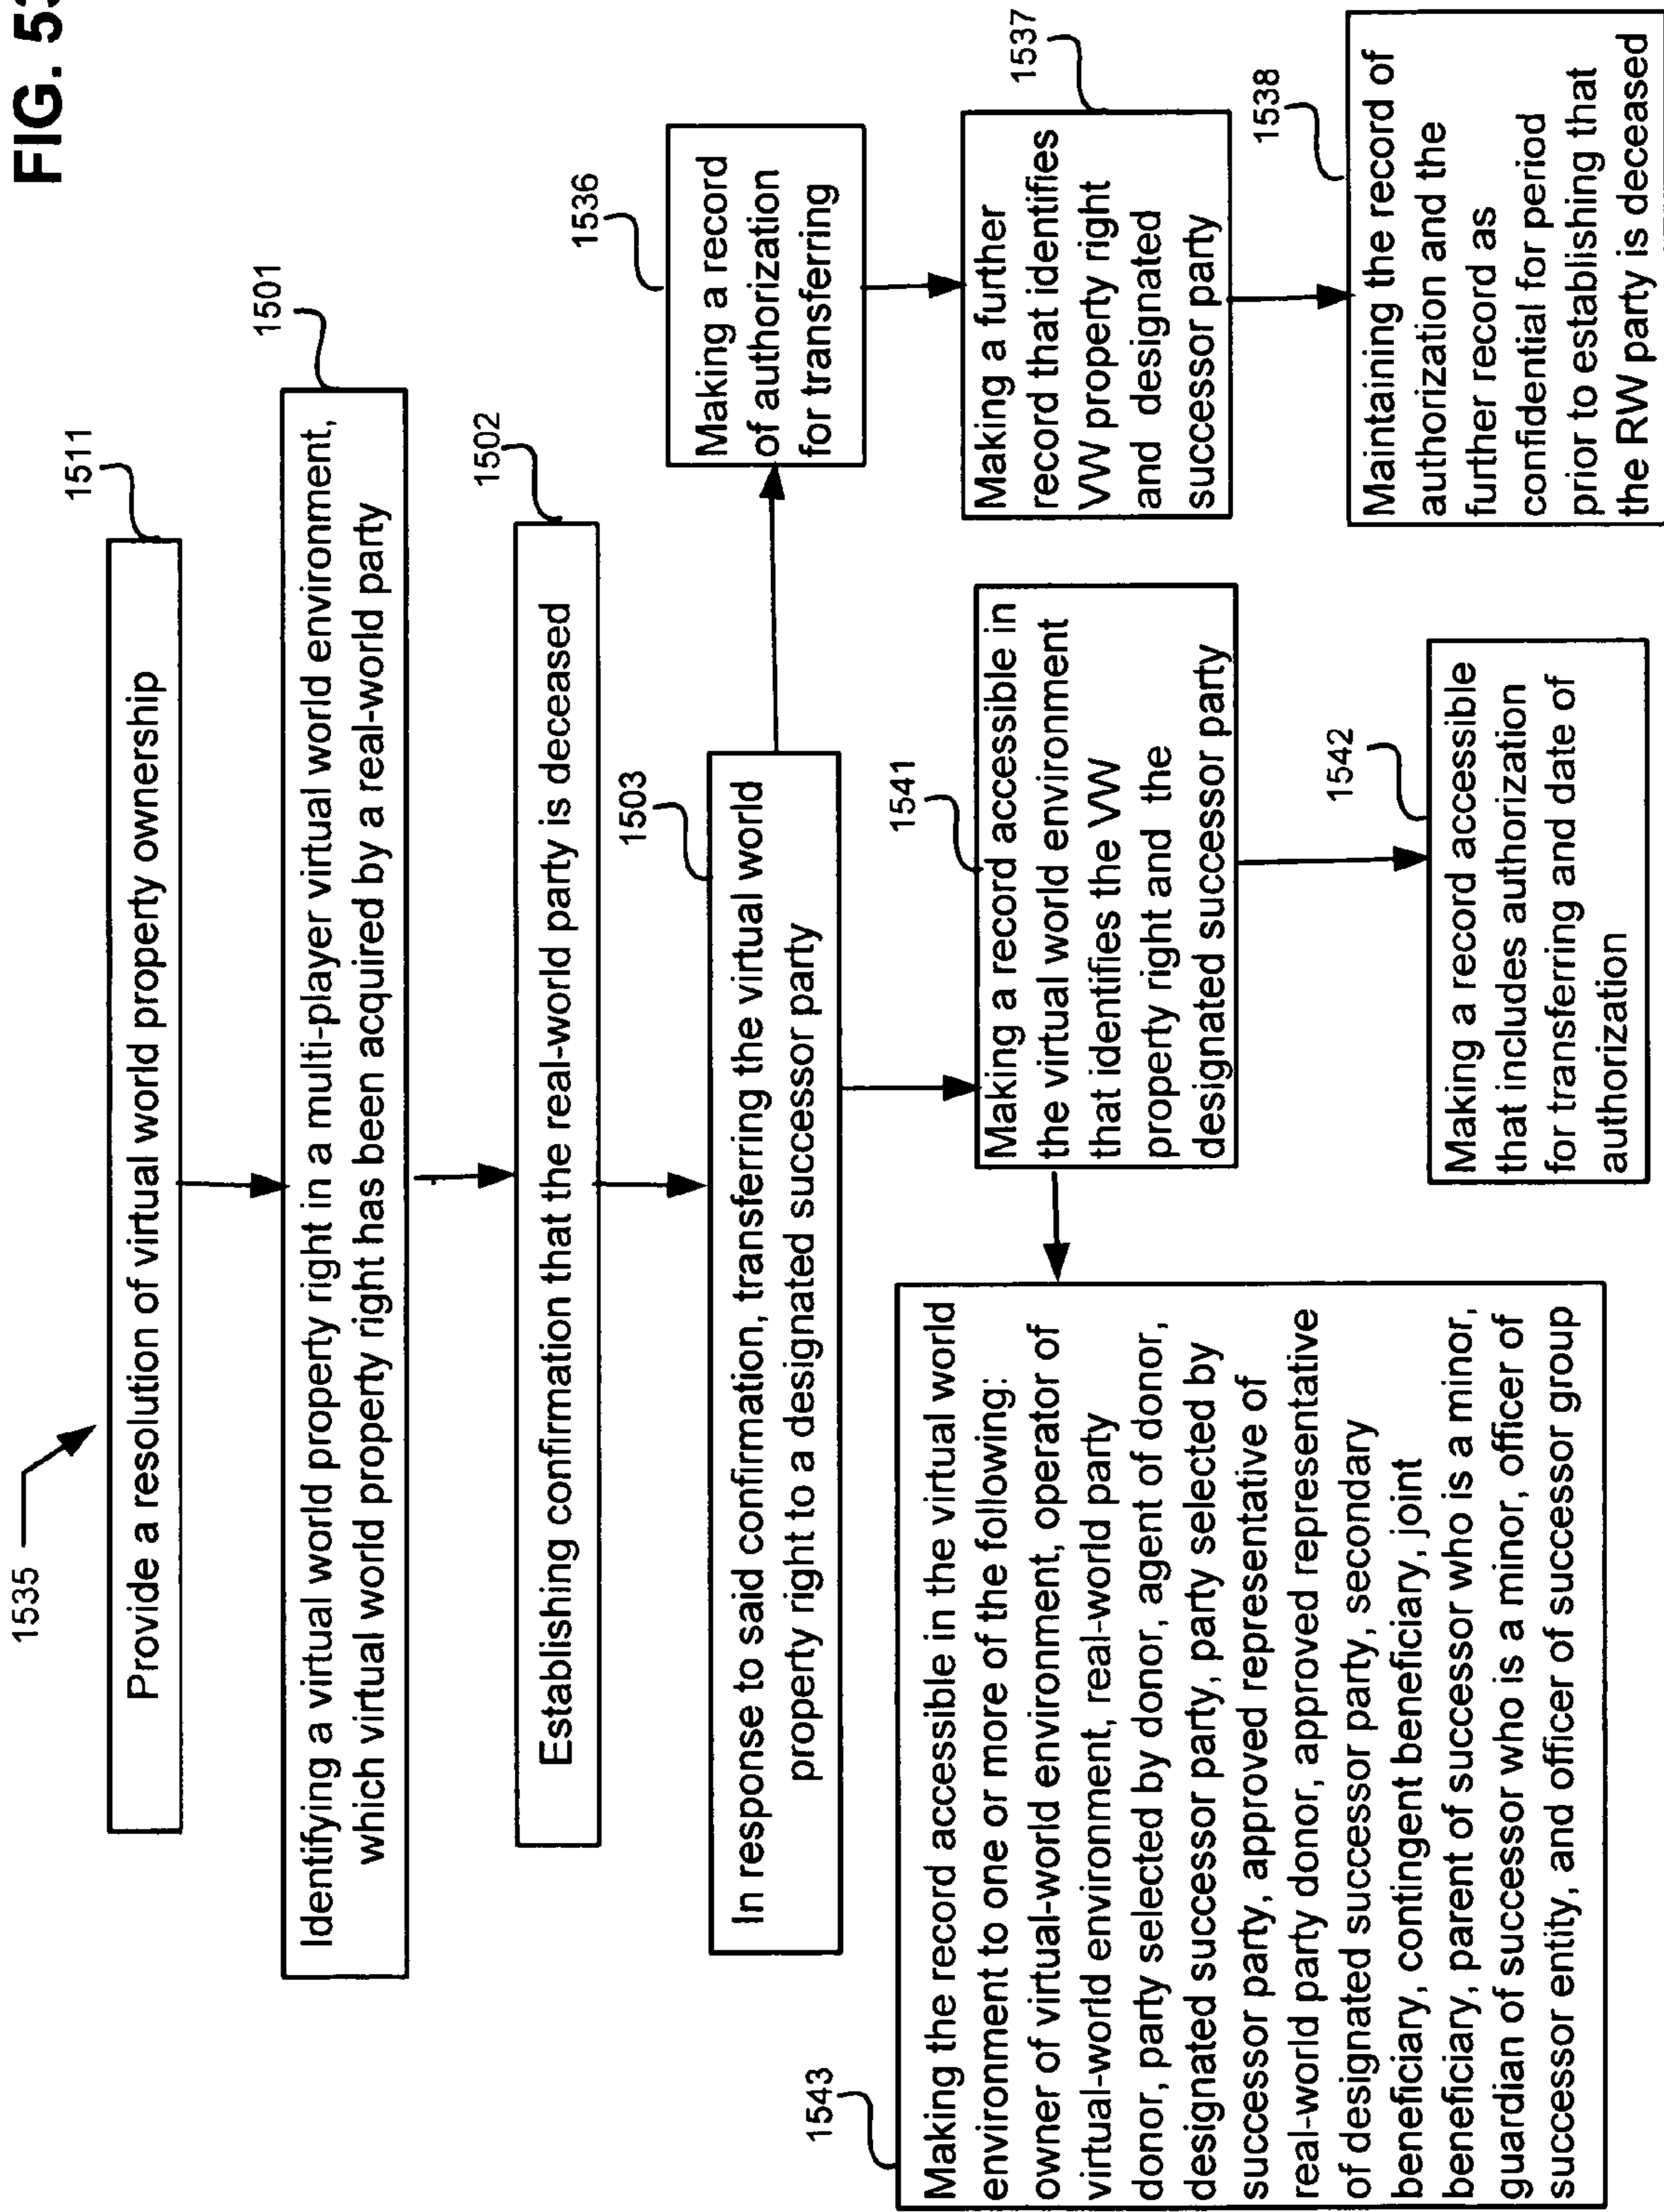 FIG. 53
1535
1511
Provide a resolution of virtual world property ownership
1501
Identifying a virtual world property right in a multi-player virtual world environment,
which virtual world property right has been acquired by a real-world party
1502
Establishing confirmation that the real-world party is deceased
1503
In response to said confirmation, transferring the virtual world
property right to a designated successor party
1536
Making a record
of authorization
for transferring
1537
Making a further
record that identifies
VW property right
and designated
successor party
1538
Maintaining the record of
authorization and the
further record as
confidential for period
prior to establishing that
the RW party is deceased
1541
Making a record accessible in
the virtual world environment
that identifies the VW
property right and the
designated successor party
1542
Making a record accessible
that includes authorization
for transferring and date of
authorization
1543
Making the record accessible in the virtual world
environment to one or more of the following:
owner of virtual-world environment, operator of
virtual-world environment, real-world party
donor, party selected by donor, agent of donor,
designated successor party, party selected by
successor party, approved representative of
real-world party donor, approved representative
of designated successor party, secondary
beneficiary, contingent beneficiary, joint
beneficiary, parent of successor who is a minor,
guardian of successor who is a minor, officer of
successor entity, and officer of successor group